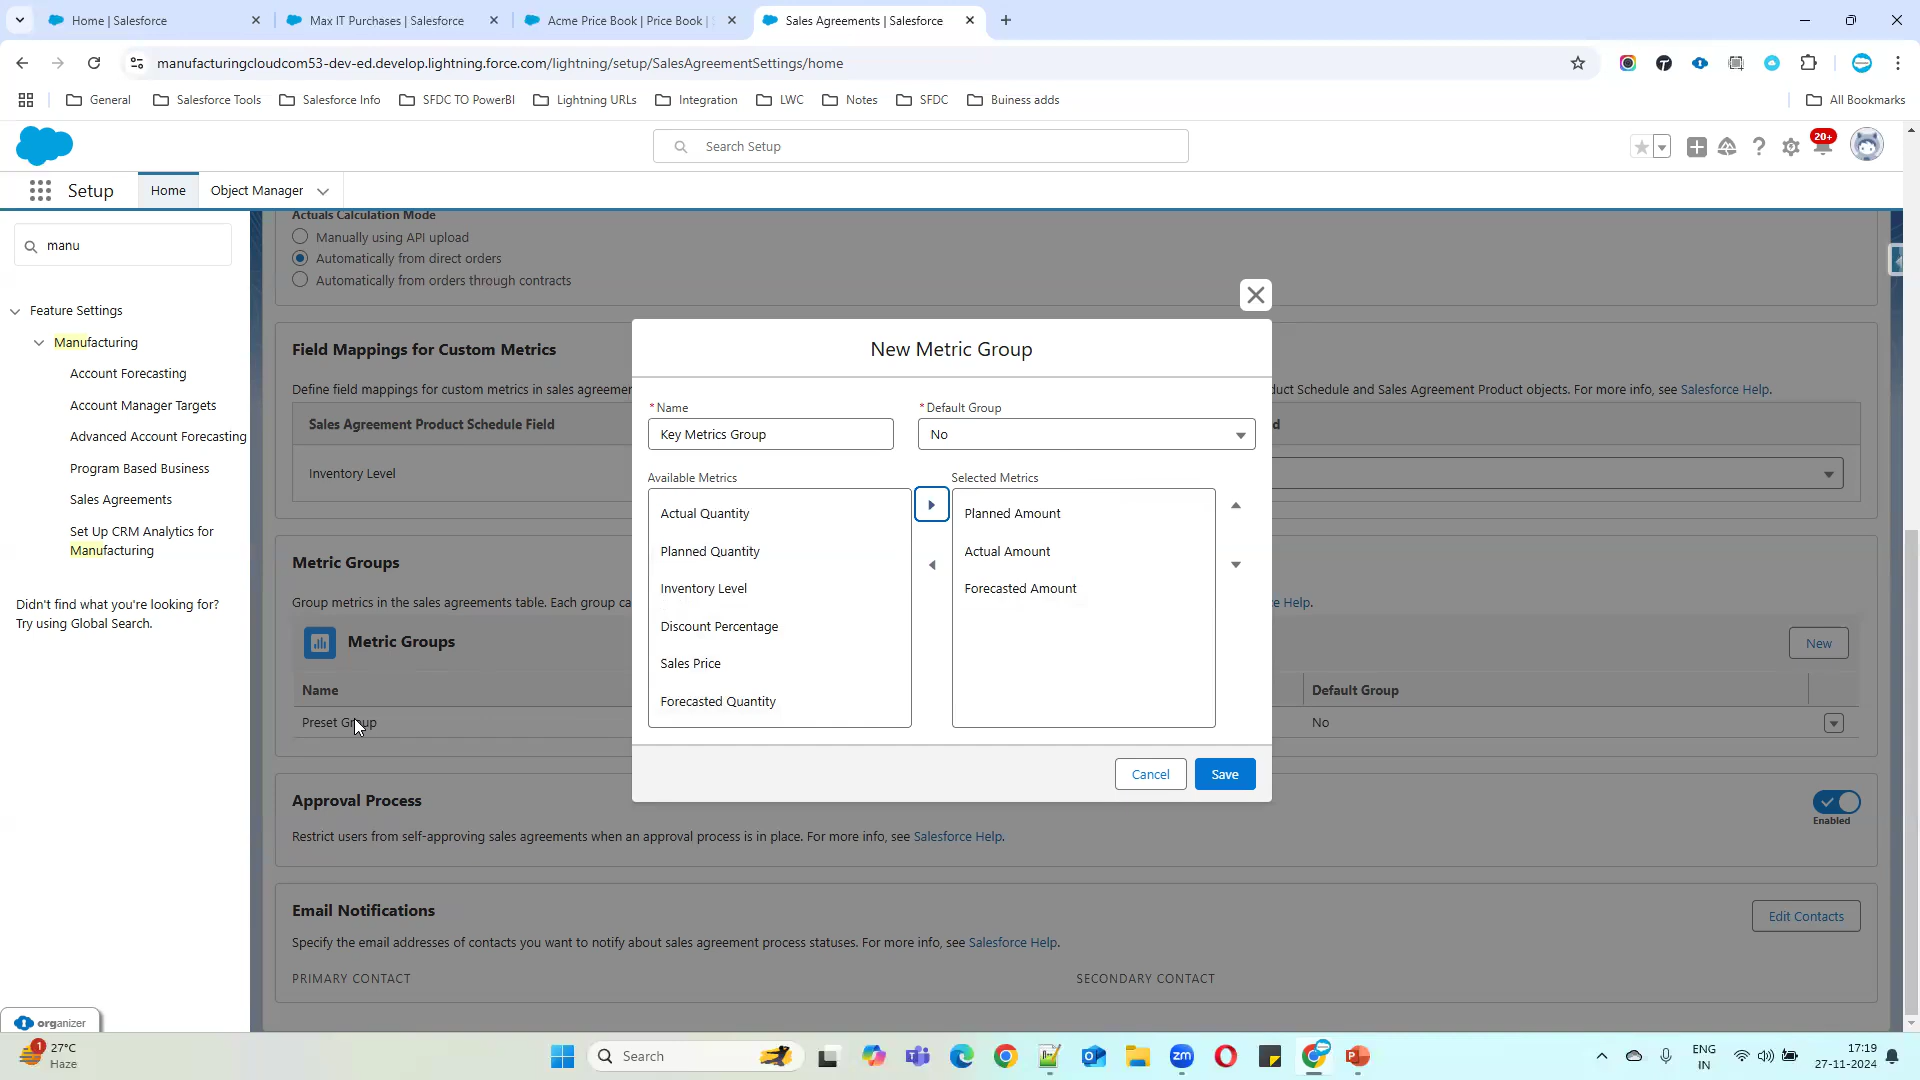 Home | Salesforce
Max IT Purchases | Salesforce
Acme Price Book | Price Book |
Sales Agreements | Salesforce
manufacturingcloudcom53-dev-ed.develop.lightning.force.com/lightning/setup/SalesAgreementSettings/home
General
Salesforce Tools
Salesforce Info
SFDC TO PowerBI
Lightning URLs
Integration
LWC
Notes
SFDC
Buiness adds
All Bookmarks
Search Setup
20+
Setup
Home
Object Manager
manu
Feature Settings
Manufacturing
Account Forecasting
Account Manager Targets
Advanced Account Forecasting
Program Based Business
Sales Agreements
Set Up CRM Analytics for
Manufacturing
Didn't find what you're looking for?
Try using Global Search.
organizer
Actuals Calculation Mode
Manually using API upload
Automatically from direct orders
Automatically from orders through contracts
Field Mappings for Custom Metrics
Define field mappings for custom metrics in sales agreemen
duct Schedule and Sales Agreement Product objects. For more info, see Salesforce Help.
Sales Agreement Product Schedule Field
d
Inventory Level
Metric Groups
Group metrics in the sales agreements table. Each group ca
e Help.
Metric Groups
New
Name
Default Group
Preset Group
No
Approval Process
Restrict users from self-approving sales agreements when an approval process is in place. For more info, see Salesforce Help.
Enabled
Email Notifications
Edit Contacts
Specify the email addresses of contacts you want to notify about sales agreement process statuses. For more info, see Salesforce Help.
PRIMARY CONTACT
SECONDARY CONTACT
New Metric Group
*Name
*Default Group
Key Metrics Group
No
Available Metrics
Selected Metrics
Actual Quantity
Planned Quantity
Inventory Level
Discount Percentage
Sales Price
Forecasted Quantity
Planned Amount
Actual Amount
Forecasted Amount
Cancel
Save
1
27°C
Haze
Search
ENG
IN
17:19
27-11-2024